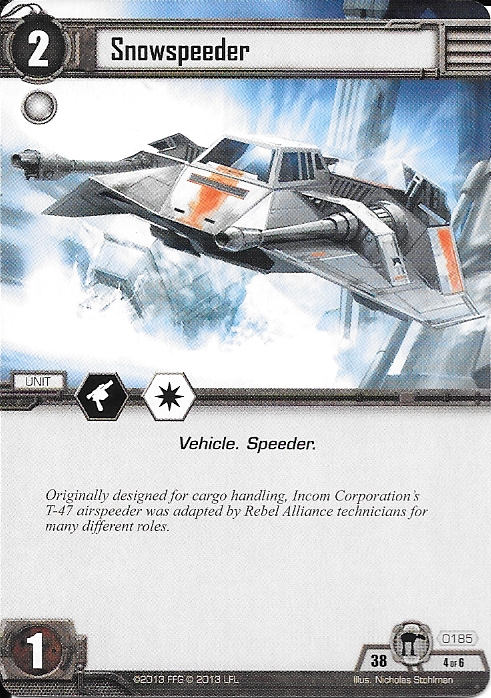 2
Snowspeeder
UNIT
Vehicle. Speeder.
Originally designed for cargo handling, Incom Corporation's
T-47 airspeeder was adapted by Rebel Alliance technicians for
many different roles.
1
0185
38
4 OF 6
©2013 FFG © 2013 LFL
Illus. Nicholas Stohlman